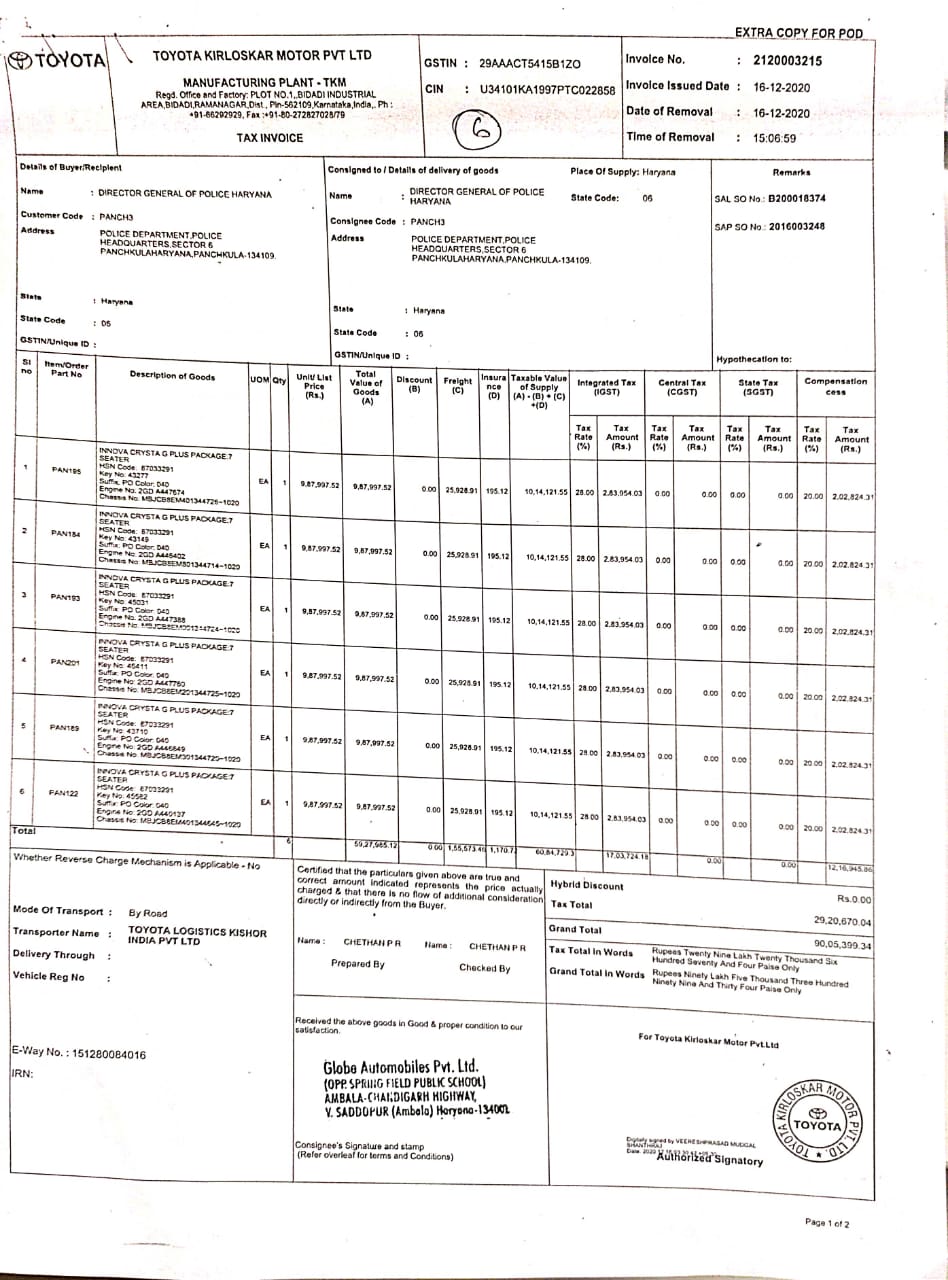 EXTRA COPY FOR POD
TOYOTA
TOYOTA KIRLOSKAR MOTOR PVT LTD
MANUFACTURING PLANT - TKM
Regd. Office and Factory: PLOT NO.1,,BIDADI INDUSTRIAL
AREA,BIDADI,RAMANAGAR,Dist., Pin-562109,Karnataka,India,. Ph :
+91-66292929, Fax :+91-80-272827028/79
TAX INVOICE
GSTIN : 29AAACT5415B1ZO
CIN : U34101KA1997PTC022858
6
Invoice No. : 2120003215
Invoice Issued Date : 16-12-2020
Date of Removal : 16-12-2020
Time of Removal : 15:06:59
Details of Buyer/Recipient
Name : DIRECTOR GENERAL OF POLICE HARYANA
Customer Code : PANCH3
Address POLICE DEPARTMENT,POLICE
HEADQUARTERS,SECTOR 6
PANCHKULAHARYANA,PANCHKULA-134109.
State : Haryana
State Code : 06
GSTIN/Unique ID :
Consigned to / Details of delivery of goods
Name : DIRECTOR GENERAL OF POLICE
HARYANA
Consignee Code : PANCH3
Address POLICE DEPARTMENT,POLICE
HEADQUARTERS,SECTOR 6
PANCHKULAHARYANA,PANCHKULA-134109.
State : Haryana
State Code : 06
GSTIN/Unique ID :
Place Of Supply: Haryana
State Code: 06
Remarks
SAL SO No.: B200018374
SAP SO No.: 2016003248
Hypothecation to:
Sl no Item/Order Part No Description of Goods UOM Qty Unit/ List Price (Rs.) Total Value of Goods (A) Discount (B) Freight (C) Insura nce (D) Taxable Value of Supply (A) - (B) + (C) +(D) Integrated Tax (IGST) Central Tax (CGST) State Tax (SGST) Compensation cess
Tax Rate (%) Tax Amount (Rs.) Tax Rate (%) Tax Amount (Rs.) Tax Rate (%) Tax Amount (Rs.) Tax Rate (%) Tax Amount (Rs.)
INNOVA CRYSTA G PLUS PACKAGE:7
SEATER
HSN Code: 87033291
Key No: 43277
Suffix: PO Color: 040
Engine No: 2GD A447674
Chassis No: MBJCB8EM401344726-1020
1 PAN195 EA 1 9,87,997.52 9,87,997.52 0.00 25,928.91 195.12 10,14,121.55 28.00 2,83,954.03 0.00 0.00 0.00 0.00 20.00 2,02,824.31
INNOVA CRYSTA G PLUS PACKAGE:7
SEATER
HSN Code: 87033291
Key No: 43149
Suffix: PO Color: 040
Engine No: 2GD A446402
Chassis No: MBJCB8EM801344714-1020
2 PAN184 EA 1 9,87,997.52 9,87,997.52 0.00 25,928.91 195.12 10,14,121.55 28.00 2,83,954.03 0.00 0.00 0.00 0.00 20.00 2,02,824.31
INNOVA CRYSTA G PLUS PACKAGE:7
SEATER
HSN Code: 87033291
Key No: 45031
Suffix: PO Color: 040
Engine No: 2GD A447388
Chassis No:
3 PAN193 EA 1 9,87,997.52 9,87,997.52 0.00 25,928.91 195.12 10,14,121.55 28.00 2,83,954.03 0.00 0.00 0.00 0.00 20.00 2,02,824.31
INNOVA CRYSTA G PLUS PACKAGE:7
SEATER
HSN Code: 87033291
Key No: 45411
Suffix: PO Color: 040
Engine No: 2GD A447760
Chassis No: MBJCB8EM201344725-1020
4 PAN201 EA 1 9,87,997.52 9,87,997.52 0.00 25,928.91 195.12 10,14,121.55 28.00 2,83,954.03 0.00 0.00 0.00 0.00 20.00 2,02,824.31
INNOVA CRYSTA G PLUS PACKAGE:7
SEATER
HSN Code: 87033291
Key No: 43710
Suffix: PO Color: 040
Engine No: 2GD A446849
Chassis No: MBJCB8EM301344720-1020
5 PAN189 EA 1 9,87,997.52 9,87,997.52 0.00 25,928.91 195.12 10,14,121.55 28.00 2,83,954.03 0.00 0.00 0.00 0.00 20.00 2,02,824.31
INNOVA CRYSTA G PLUS PACKAGE:7
SEATER
HSN Code: 87033291
Key No: 45582
Suffix: PO Color: 040
Engine No: 2GD A440137
Chassis No: MBJCB8EM401344645-1020
6 PAN122 EA 1 9,87,997.52 9,87,997.52 0.00 25,928.91 195.12 10,14,121.55 28.00 2,83,954.03 0.00 0.00 0.00 0.00 20.00 2,02,824.31
Total 6 59,27,985.12 0.00 1,55,573.46 1,170.7 60,84,729.3 17,03,724.18 0.00 0.00 12,16,945.86
Whether Reverse Charge Mechanism is Applicable - No
Mode Of Transport : By Road
Transporter Name : TOYOTA LOGISTICS KISHOR
INDIA PVT LTD
Delivery Through :
Vehicle Reg No :
E-Way No. : 151280084016
IRN:
Certified that the particulars given above are true and
correct amount indicated represents the price actually
charged & that there is no flow of additional consideration
directly or indirectly from the Buyer.
Name : CHETHAN P R Name : CHETHAN P R
Prepared By Checked By
Hybrid Discount Rs.0.00
Tax Total 29,20,670.04
Grand Total 90,05,399.34
Tax Total in Words Rupees Twenty Nine Lakh Twenty Thousand Six
Hundred Seventy And Four Paise Only
Grand Total in Words Rupees Ninety Lakh Five Thousand Three Hundred
Ninety Nine And Thirty Four Paise Only
Received the above goods in Good & proper condition to our
satisfaction.
Globe Automobiles Pvt. Ltd.
(OPP. SPRING FIELD PUBLIC SCHOOL)
AMBALA-CHANDIGARH HIGHWAY,
V. SADDOPUR (Ambala) Haryana-134002
Consignee's Signature and stamp
(Refer overleaf for terms and Conditions)
For Toyota Kirloskar Motor Pvt.Ltd
TOYOTA KIRLOSKAR MOTOR PVT. LTD.
TOYOTA
Digitally signed by VEERESHPRASAD MUDGAL
SHANTHRAJ
Authorized Signatory
Page 1 of 2